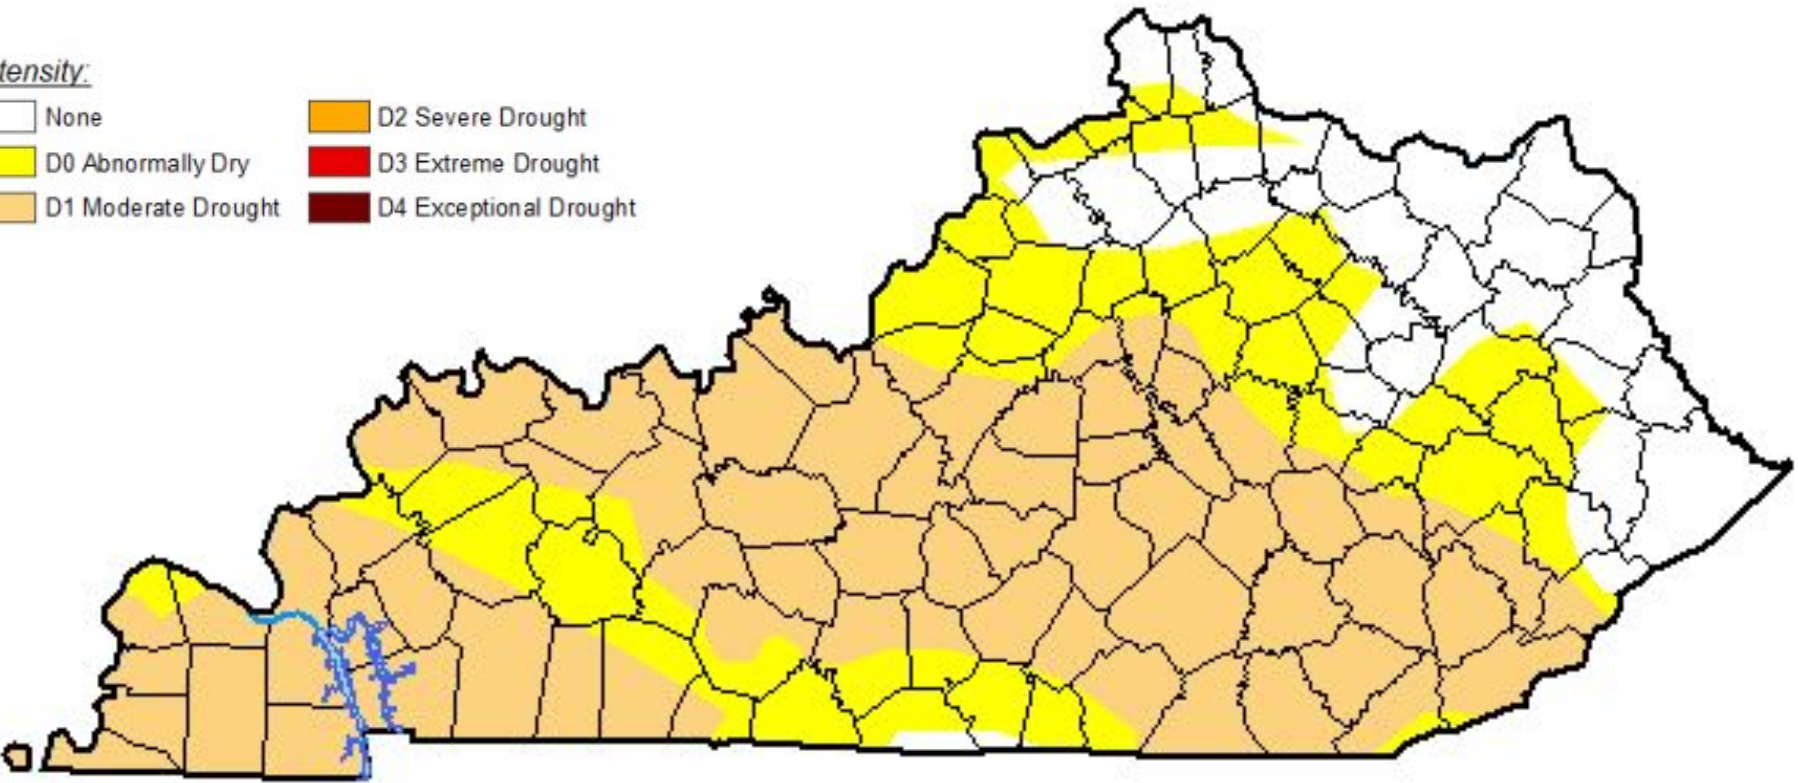 tensity:
None
D0 Abnormally Dry
D1 Moderate Drought
D2 Severe Drought
D3 Extreme Drought
D4 Exceptional Drought